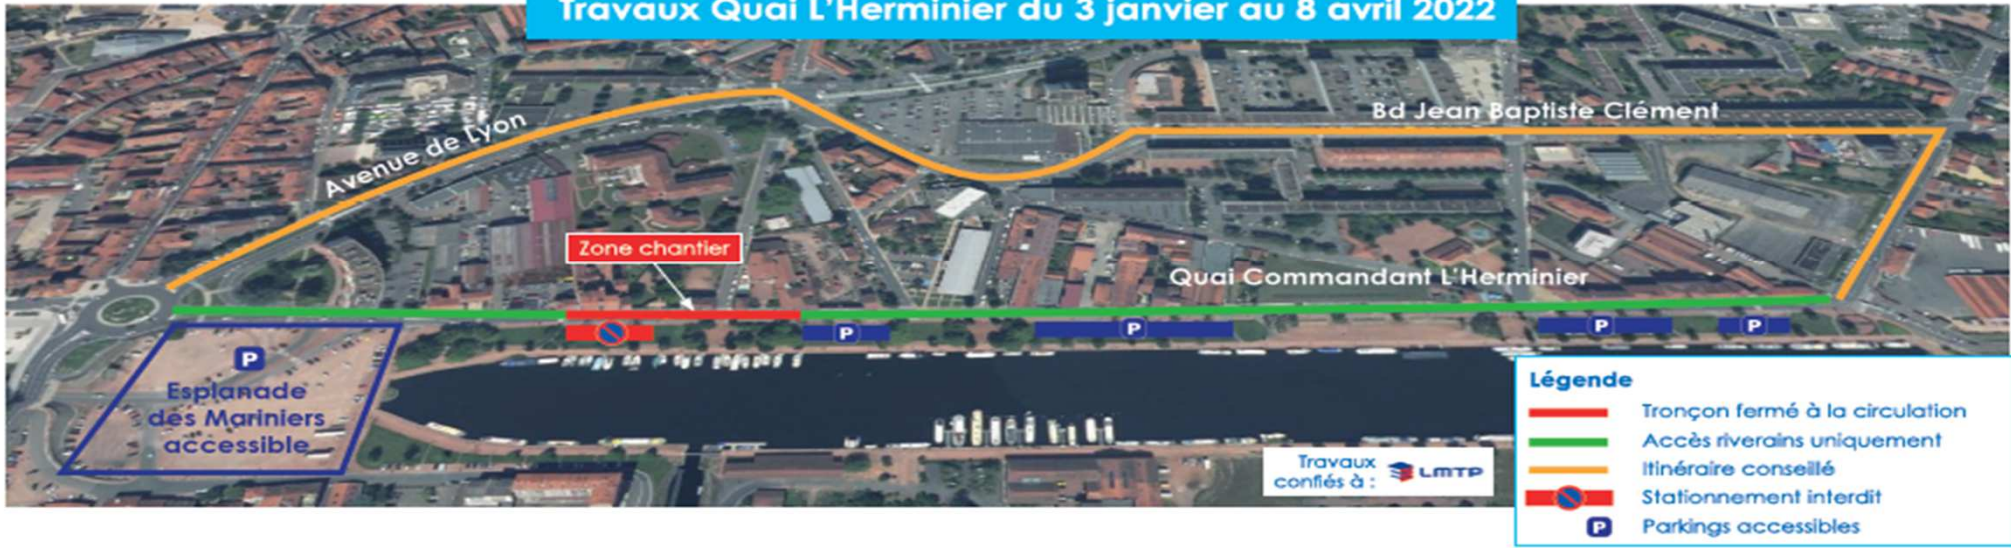 Travaux Quai L'Herminier du 3 janvier au 8 avril 2022
Bd Jean Baptiste Clément
Avenue de Lyon
Zone chantier
Quai Commandant L'Herminier
P
P
P
P
P
Esplanade
des Mariniers
accessible
Travaux
confiés à :
LMTP
Légende
Tronçon fermé à la circulation
Accès riverains uniquement
Itinéraire conseillé
Stationnement interdit
P Parkings accessibles